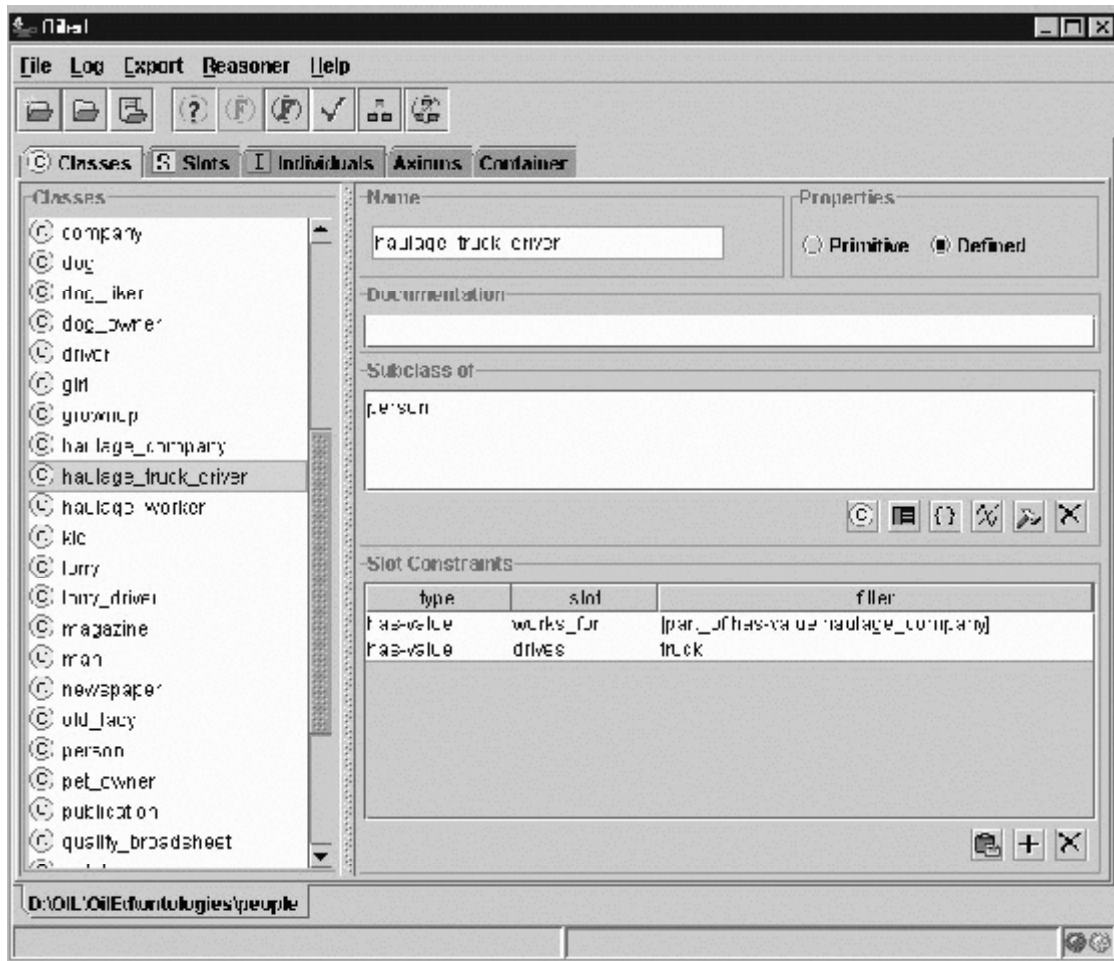 OilEd
File Log Export Reasoner Help
C Classes S Slots I Individuals Axioms Container
Classes
company
dog
dog_liker
dog_owner
driver
girl
grownup
haulage_company
haulage_truck_driver
haulage_worker
kid
lorry
lorry_driver
magazine
man
newspaper
old_lady
person
pet_owner
publication
quality_broadsheet
Name
haulage_truck_driver
Properties
Primitive Defined
Documentation
Subclass of
person
Slot Constraints
type slot filler
has-value works_for [part_of has-value haulage_company]
has-value drives truck
D:\OIL\OilEd\ontologies\people